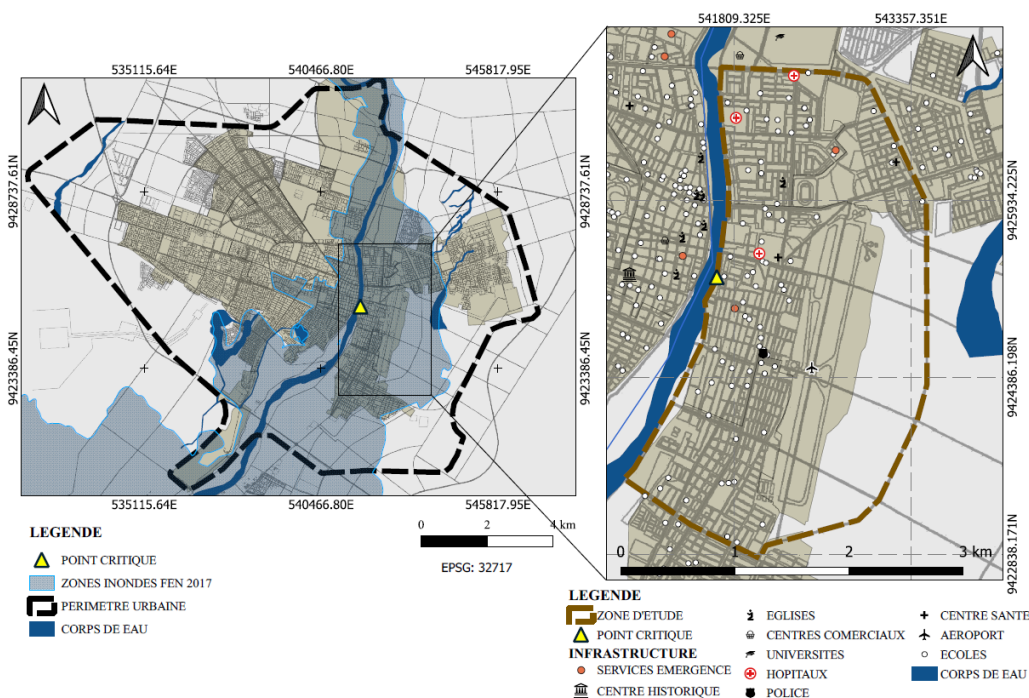 535115.64E 540466.80E 545817.95E
9428737.61N
9423386.45N
9428737.61N
9423386.45N
535115.64E 540466.80E 545817.95E
LEGENDE
POINT CRITIQUE
ZONES INONDES FEN 2017
PERIMETRE URBAINE
CORPS DE EAU
0 2 4 km
EPSG: 32717
541809.325E 543357.351E
9425934.225N
9424386.198N
9422838.171N
0 1 2 3 km
LEGENDE
ZONE D'ETUDE
POINT CRITIQUE
INFRASTRUCTURE
SERVICES EMERGENCE
CENTRE HISTORIQUE
EGLISES
CENTRES COMERCIAUX
UNIVERSITES
HOPITAUX
POLICE
CENTRE SANTE
AEROPORT
ECOLES
CORPS DE EAU